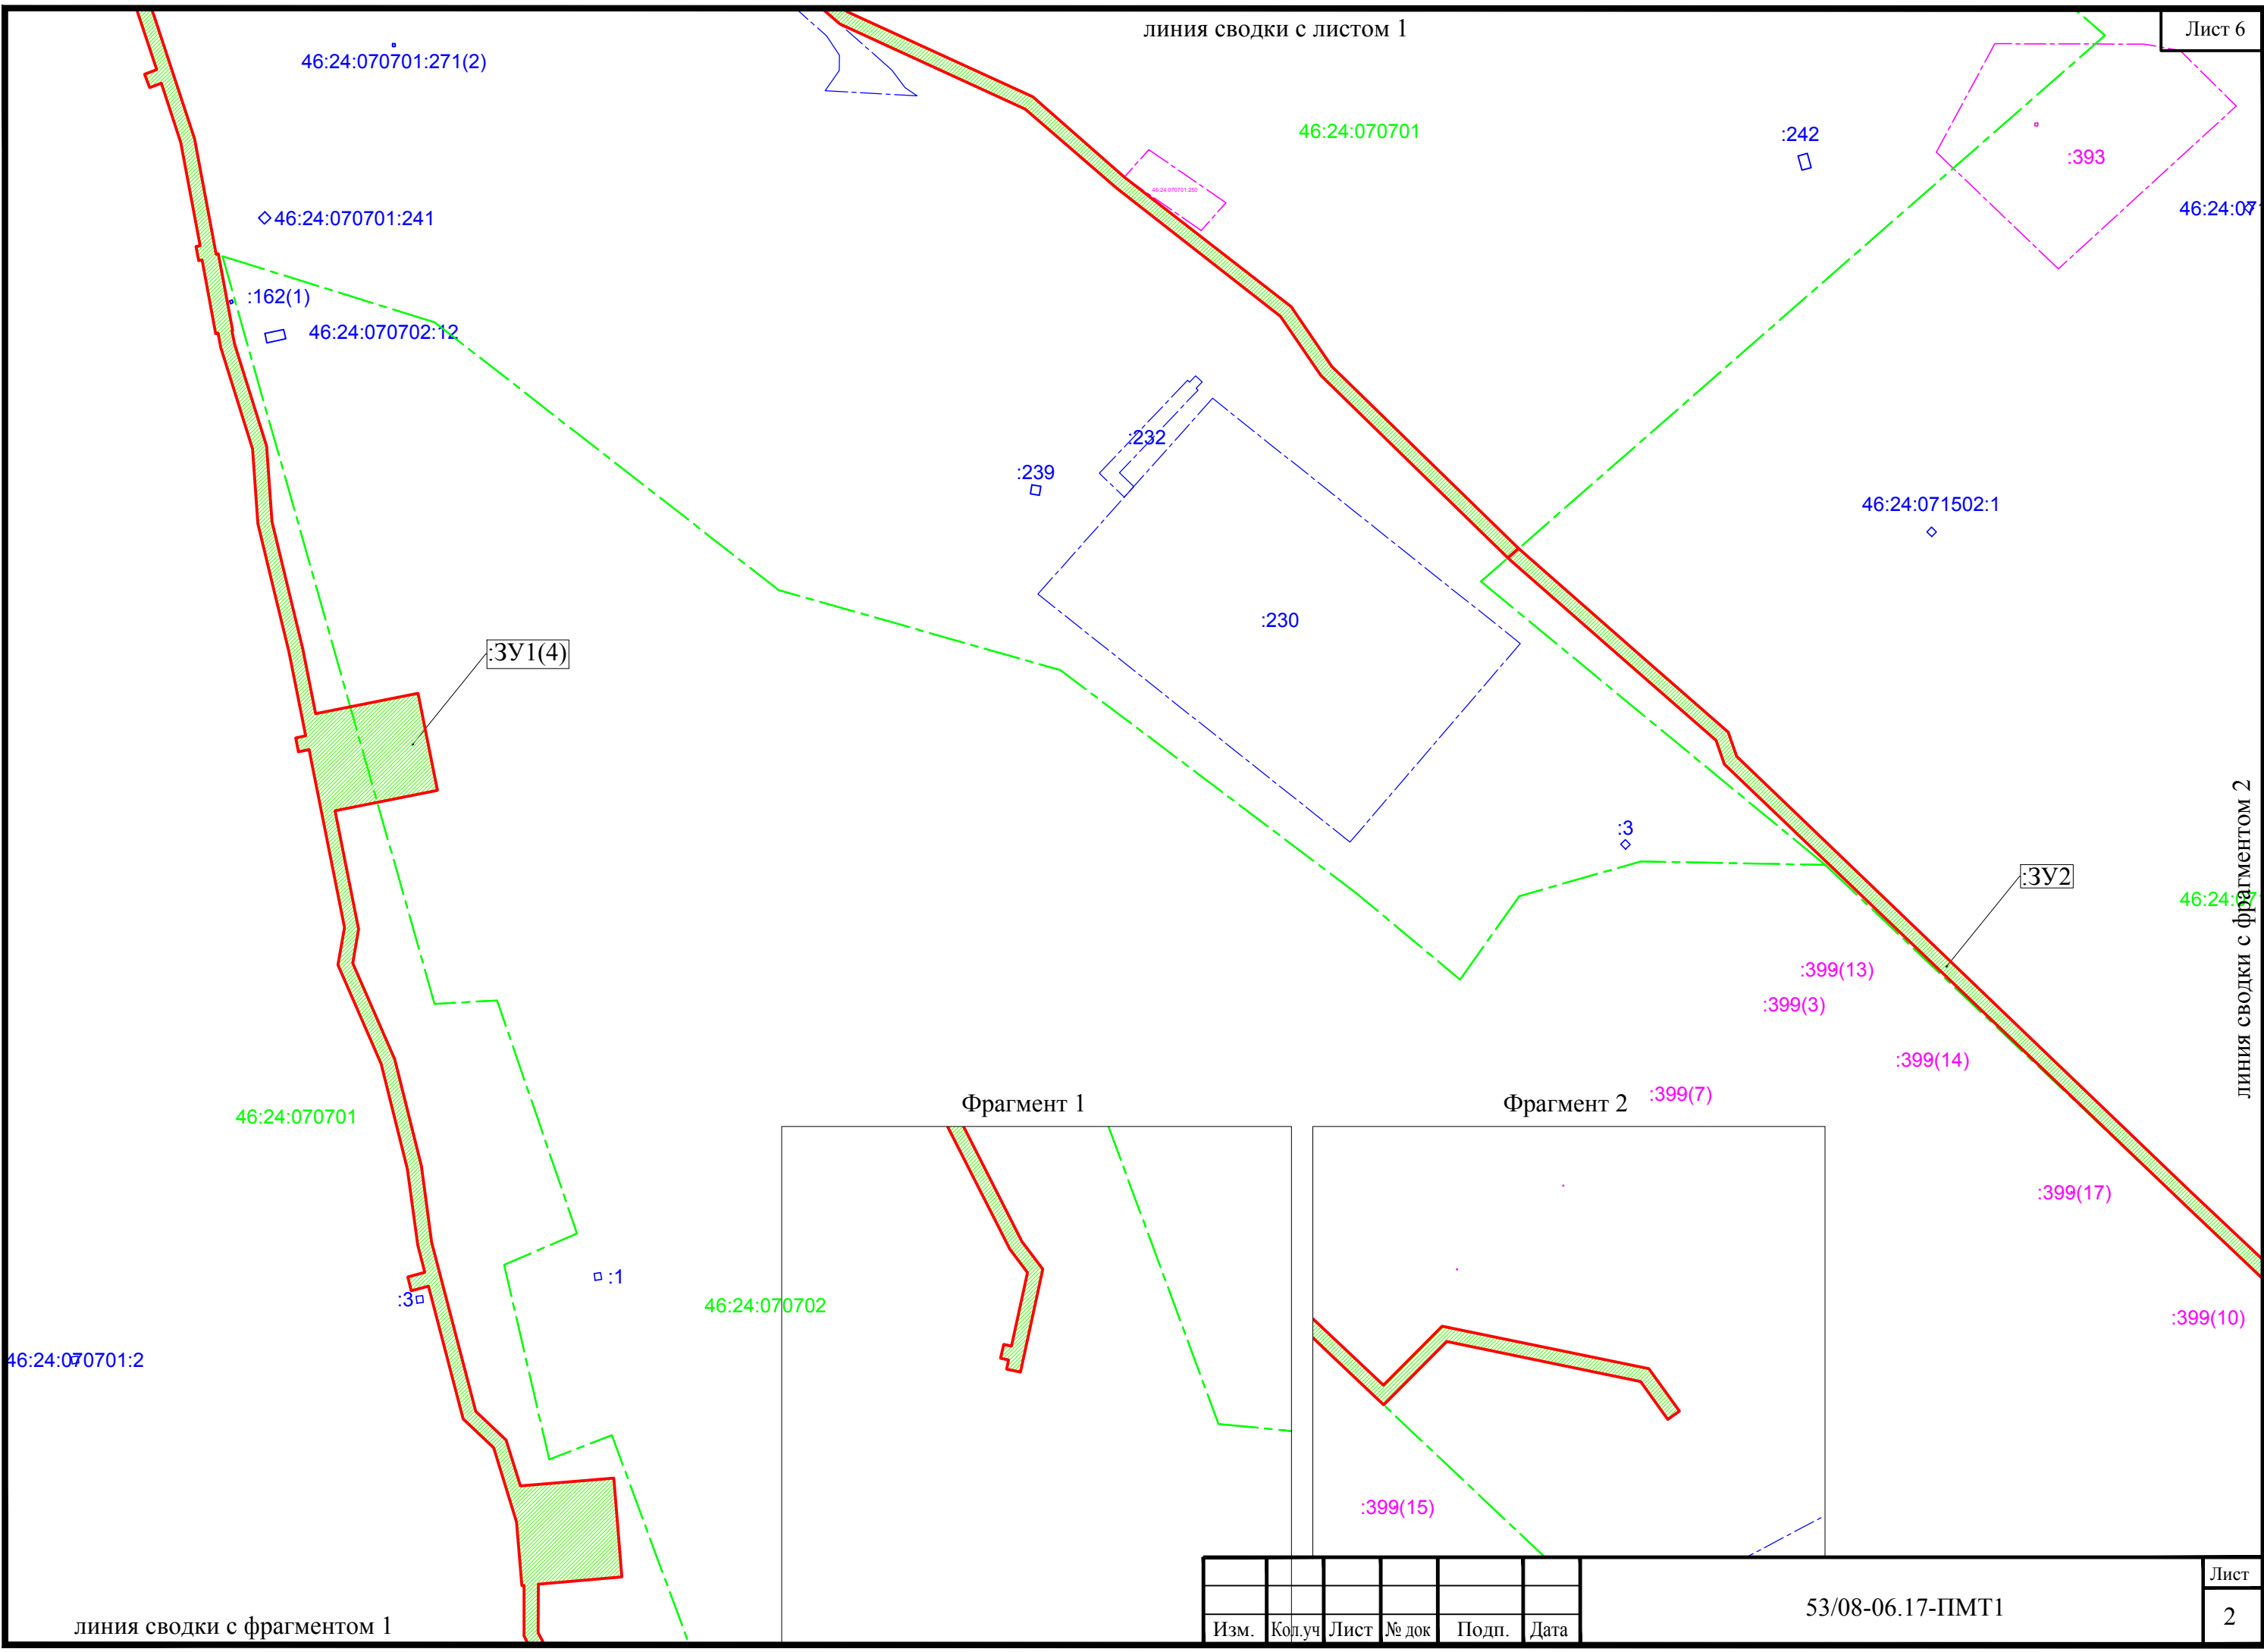 линия сводки с листом 1
Лист 6
46:24:070701:271(2)
46:24:070701
:242
:393
46:24:070701:250
46:24:070701:241
46:24:07
:162(1)
46:24:070702:12
:232
:239
46:24:071502:1
:230
:ЗУ1(4)
:3
:ЗУ2
46:24:07
линия сводки с фрагментом 2
:399(13)
:399(3)
:399(14)
:399(7)
Фрагмент 1
Фрагмент 2
46:24:070701
:399(17)
:1
:3
46:24:070702
:399(10)
46:24:070701:2
:399(15)
линия сводки с фрагментом 1
Изм. Кол.уч Лист № док Подп. Дата
53/08-06.17-ПМТ1
Лист
2